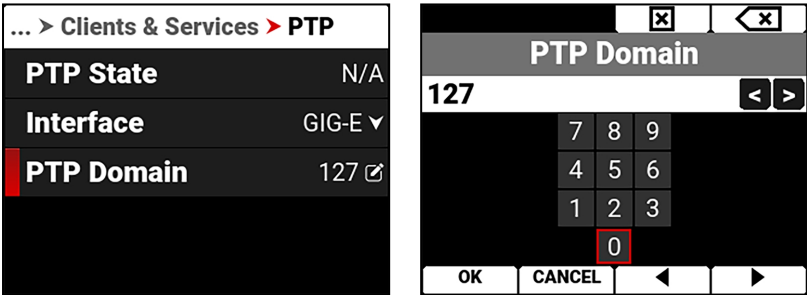 ... > Clients & Services > PTP
PTP State N/A
Interface GIG-E
PTP Domain 127
PTP Domain
127 < >
7 8 9
4 5 6
1 2 3
0
OK CANCEL